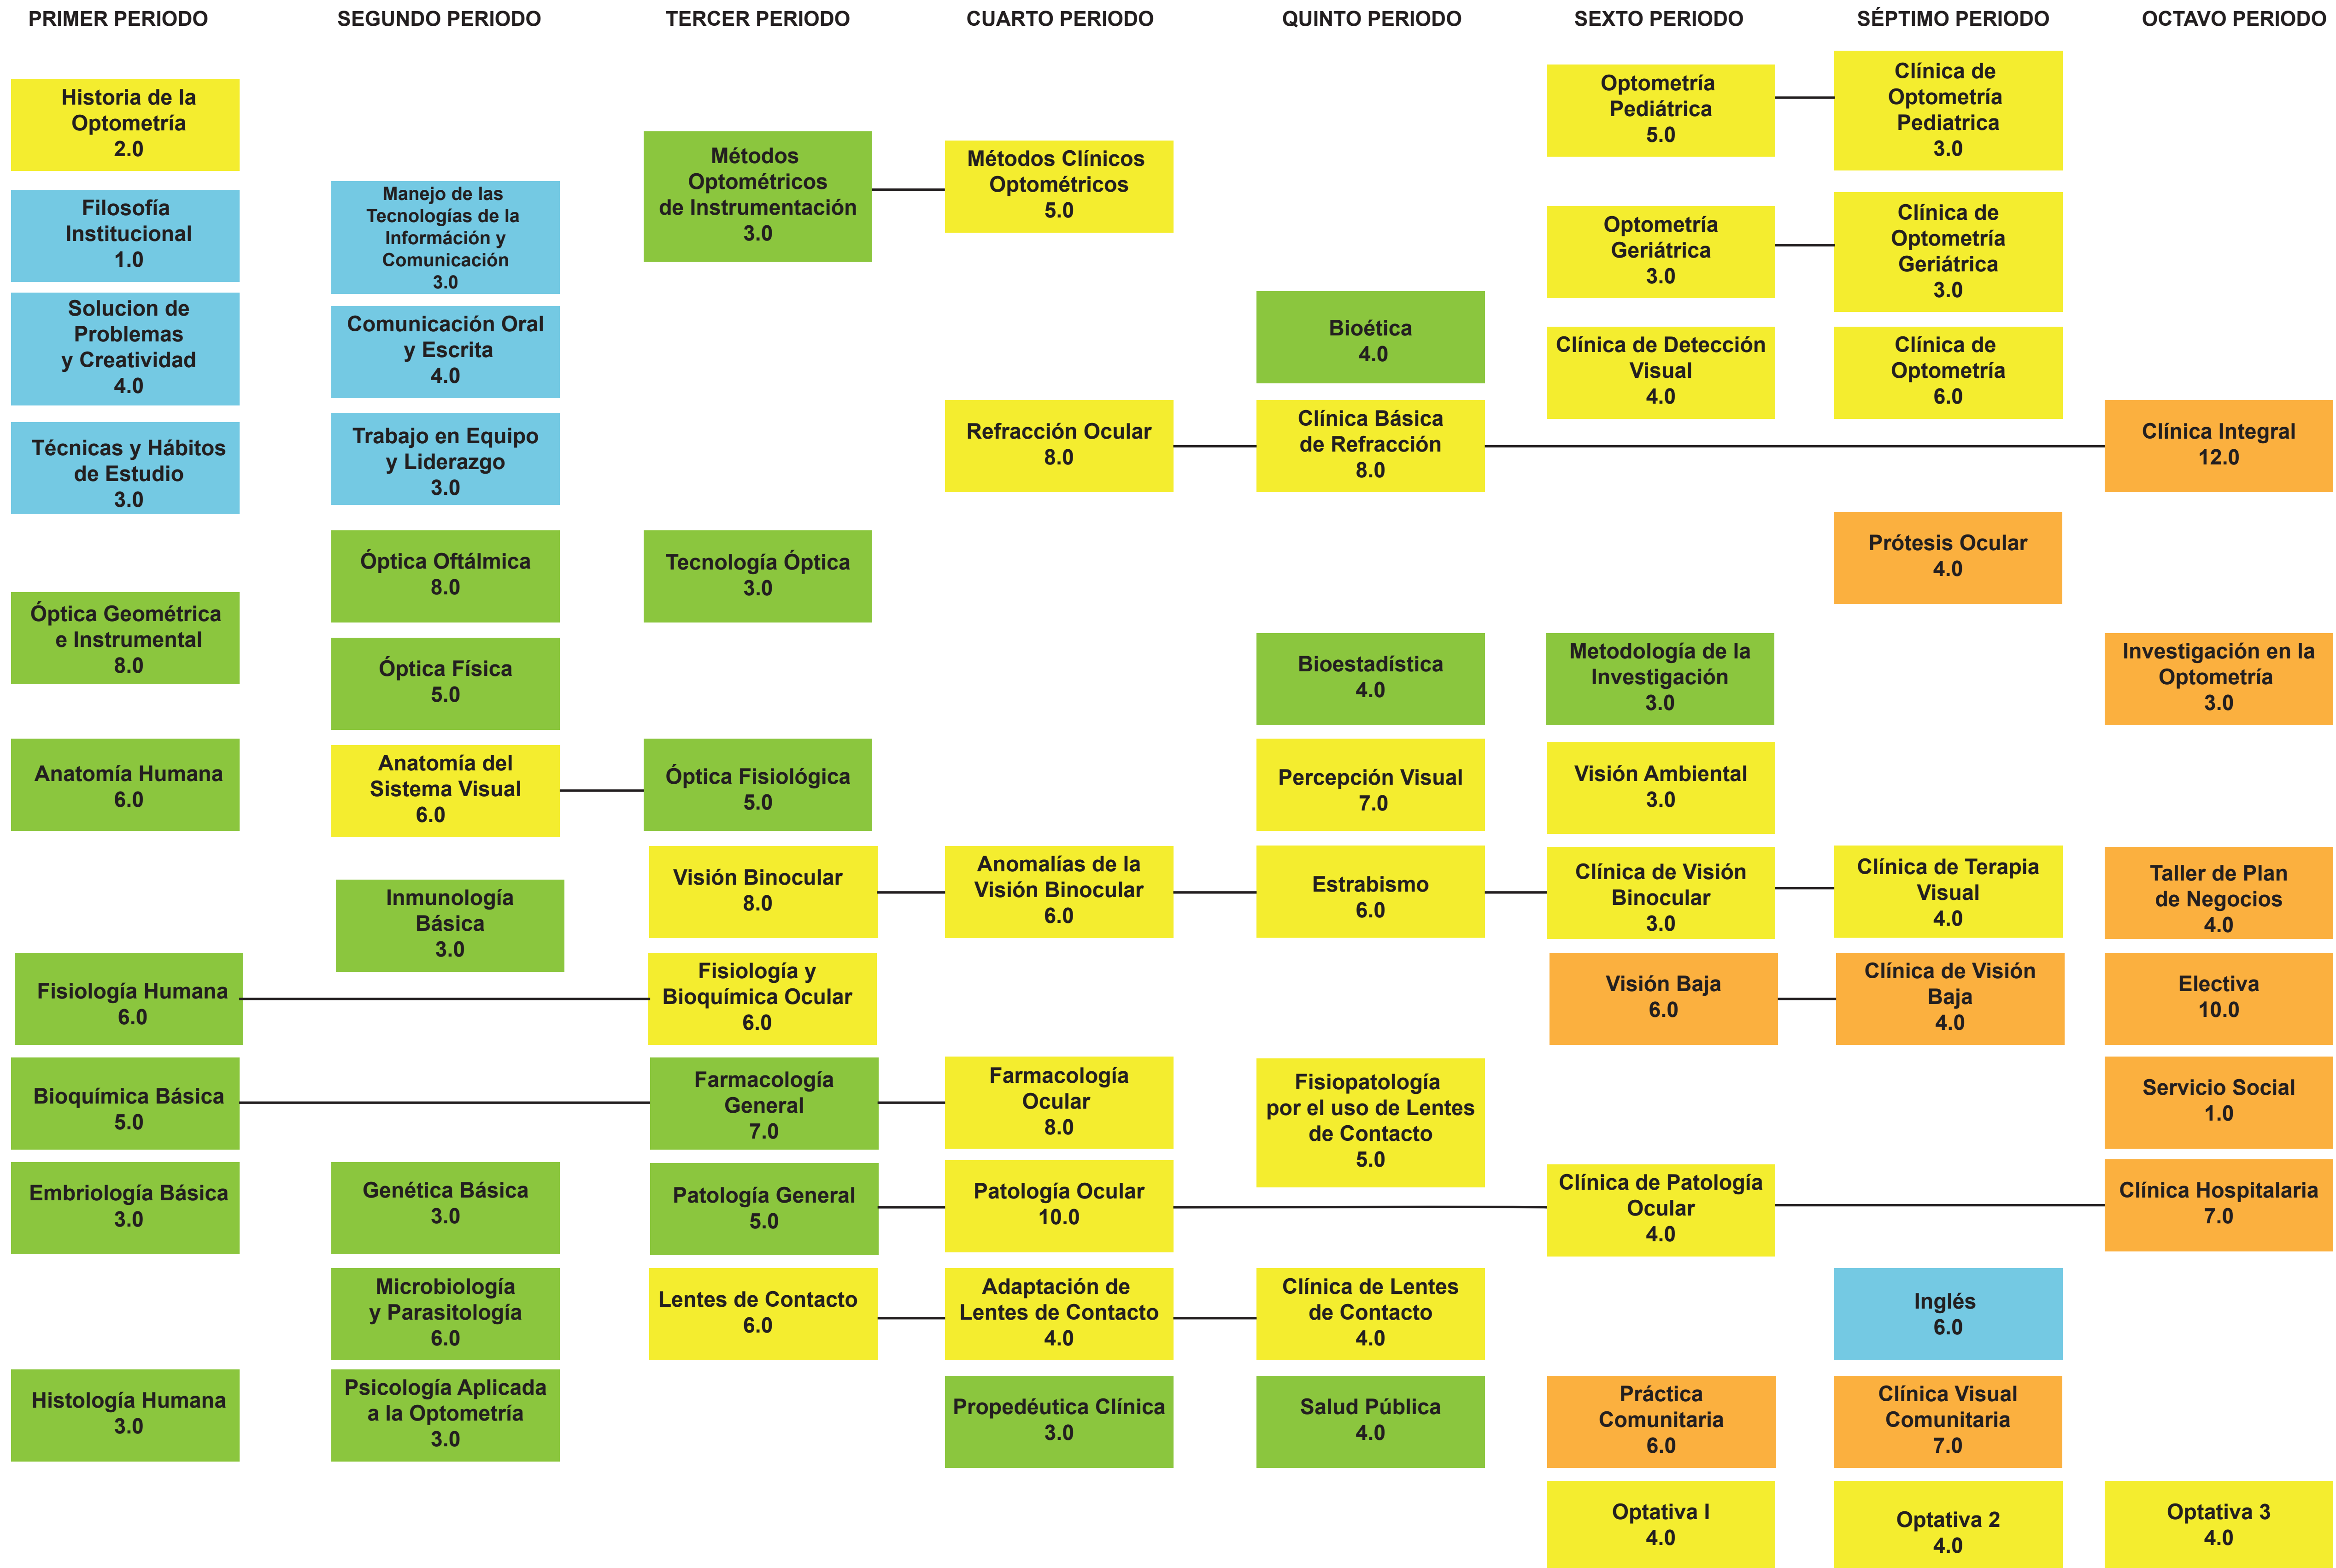 PRIMER PERIODO
Historia de la
Optometría
2.0
Filosofía
Institucional
1.0
Solucion de
Problemas
y Creatividad
4.0
Técnicas y Hábitos
de Estudio
3.0
Óptica Geométrica
e Instrumental
8.0
Anatomía Humana
6.0
Fisiología Humana
6.0
Bioquímica Básica
5.0
Embriología Básica
3.0
Histología Humana
3.0
SEGUNDO PERIODO
Manejo de las
Tecnologías de la
Információn y
Comunicación
3.0
Comunicación Oral
y Escrita
4.0
Trabajo en Equipo
y Liderazgo
3.0
Óptica Oftálmica
8.0
Óptica Física
5.0
Anatomía del
Sistema Visual
6.0
Inmunología
Básica
3.0
Genética Básica
3.0
Microbiología
y Parasitología
6.0
Psicología Aplicada
a la Optometría
3.0
TERCER PERIODO
Métodos
Optométricos
de Instrumentación
3.0
Tecnología Óptica
3.0
Óptica Fisiológica
5.0
Visión Binocular
8.0
Fisiología y
Bioquímica Ocular
6.0
Farmacología
General
7.0
Patología General
5.0
Lentes de Contacto
6.0
CUARTO PERIODO
Métodos Clínicos
Optométricos
5.0
Refracción Ocular
8.0
Anomalías de la
Visión Binocular
6.0
Farmacología
Ocular
8.0
Patología Ocular
10.0
Adaptación de
Lentes de Contacto
4.0
Propedéutica Clínica
3.0
QUINTO PERIODO
Bioética
4.0
Clínica Básica
de Refracción
8.0
Bioestadística
4.0
Percepción Visual
7.0
Estrabismo
6.0
Fisiopatología
por el uso de Lentes
de Contacto
5.0
Clínica de Lentes
de Contacto
4.0
Salud Pública
4.0
SEXTO PERIODO
Optometría
Pediátrica
5.0
Optometría
Geriátrica
3.0
Clínica de Detección
Visual
4.0
Metodología de la
Investigación
3.0
Visión Ambiental
3.0
Clínica de Visión
Binocular
3.0
Visión Baja
6.0
Clínica de Patología
Ocular
4.0
Práctica
Comunitaria
6.0
Optativa I
4.0
SÉPTIMO PERIODO
Clínica de
Optometría
Pediatrica
3.0
Clínica de
Optometría
Geriátrica
3.0
Clínica de
Optometría
6.0
Prótesis Ocular
4.0
Clínica de Terapia
Visual
4.0
Clínica de Visión
Baja
4.0
Inglés
6.0
Clínica Visual
Comunitaria
7.0
Optativa 2
4.0
OCTAVO PERIODO
Clínica Integral
12.0
Investigación en la
Optometría
3.0
Taller de Plan
de Negocios
4.0
Electiva
10.0
Servicio Social
1.0
Clínica Hospitalaria
7.0
Optativa 3
4.0